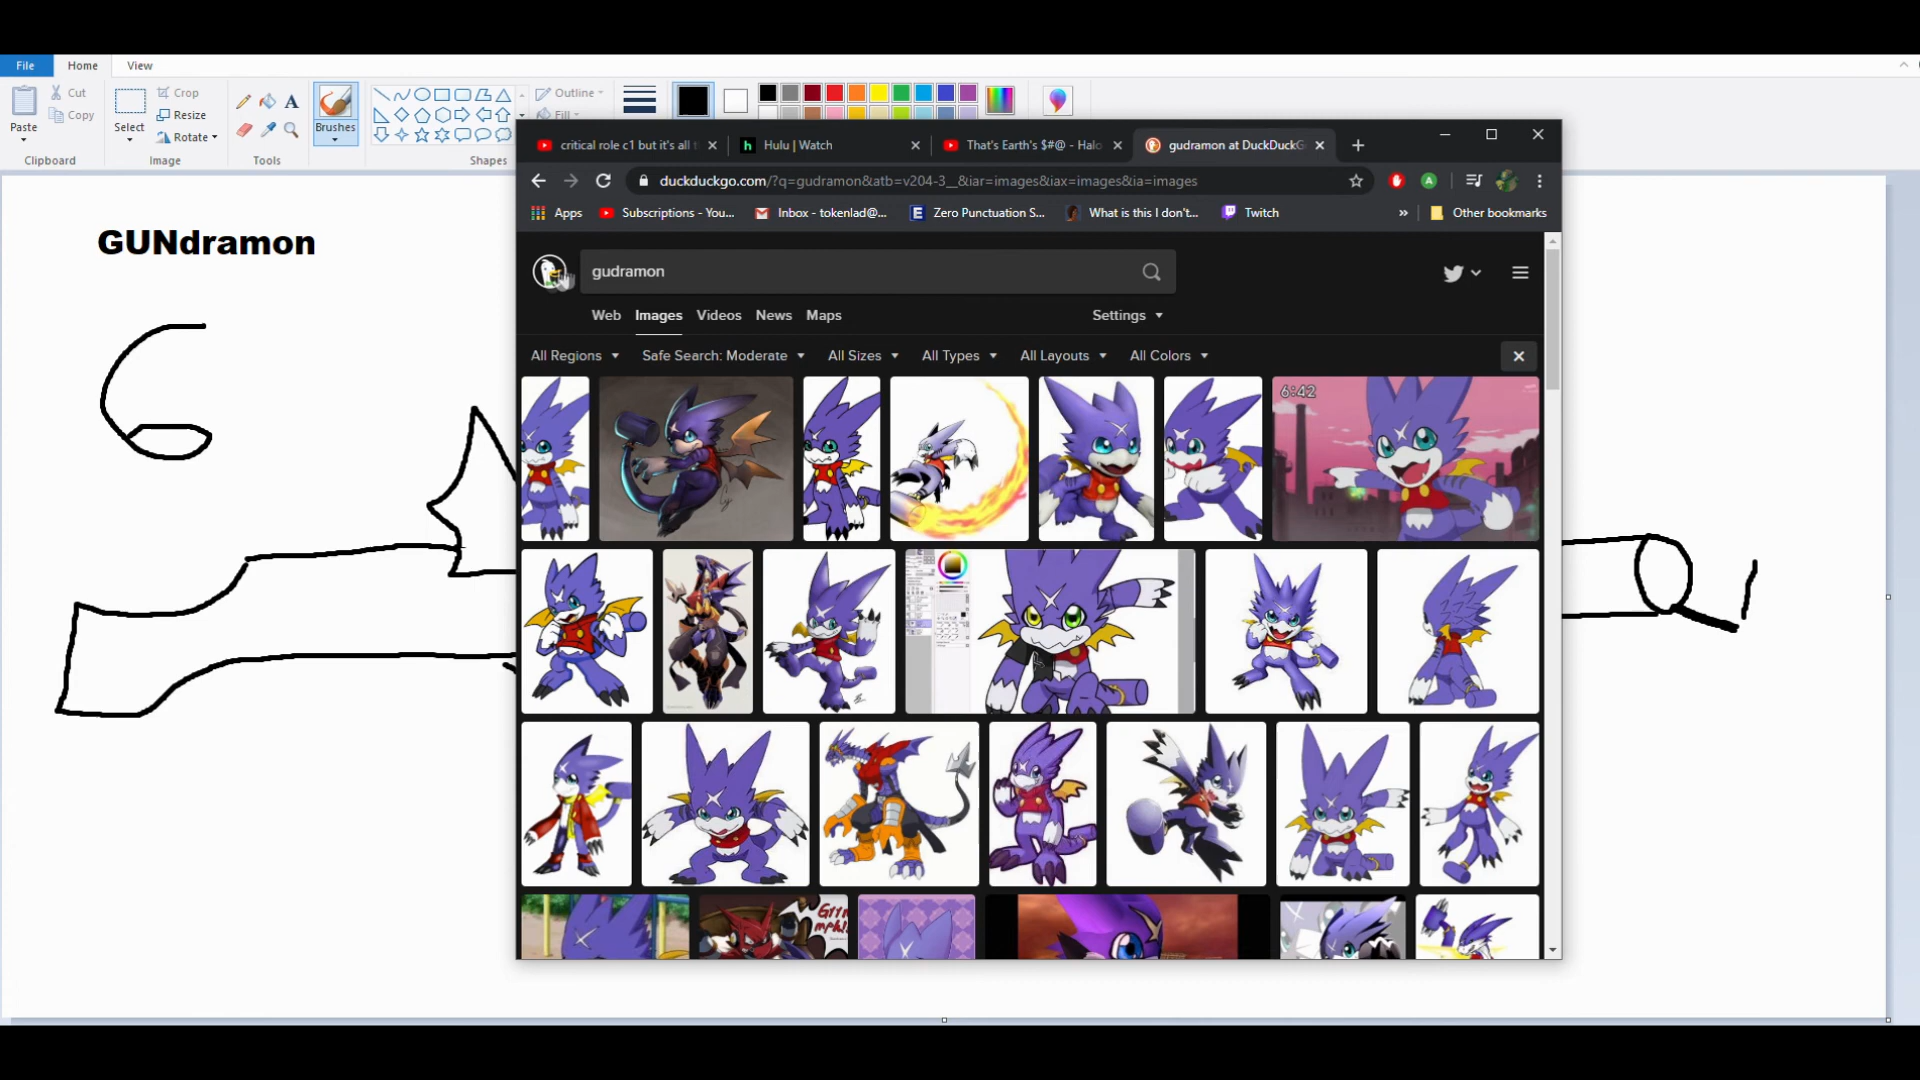 File Home View
Cut
Copy
Paste
Clipboard
Select
Crop
Resize
Rotate
Image
Tools
Brushes
Shapes
Outline
Fill
GUNdramon
critical role c1 but it's all t
Hulu | Watch
That's Earth's $#@ - Halo
gudramon at DuckDuckG
duckduckgo.com/?q=gudramon&atb=v204-3__&iar=images&iax=images&ia=images
Apps
Subscriptions - You...
Inbox - tokenlad@...
Zero Punctuation S...
What is this I don't...
Twitch
»
Other bookmarks
gudramon
Web Images Videos News Maps
Settings
All Regions
Safe Search: Moderate
All Sizes
All Types
All Layouts
All Colors
6:42